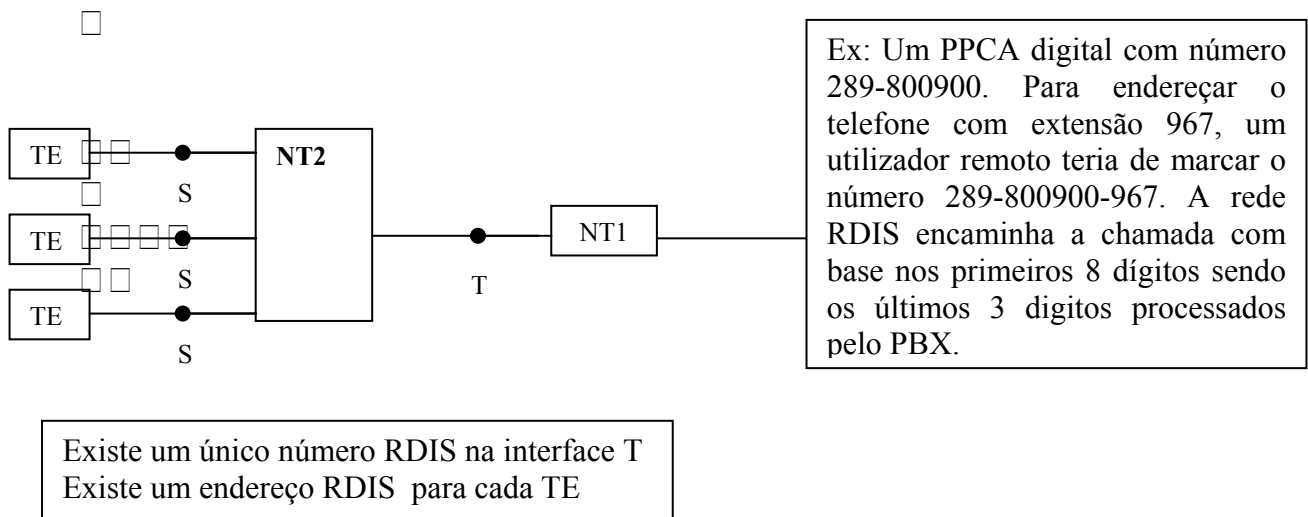 Ex: Um PPCA digital com número
289-800900. Para endereçar o
telefone com extensão 967, um
utilizador remoto teria de marcar o
número 289-800900-967. A rede
RDIS encaminha a chamada com
base nos primeiros 8 dígitos sendo
os últimos 3 digitos processados
pelo PBX.
TE
S
NT2
TE
S
T
NT1
TE
S
Existe um único número RDIS na interface T
Existe um endereço RDIS para cada TE